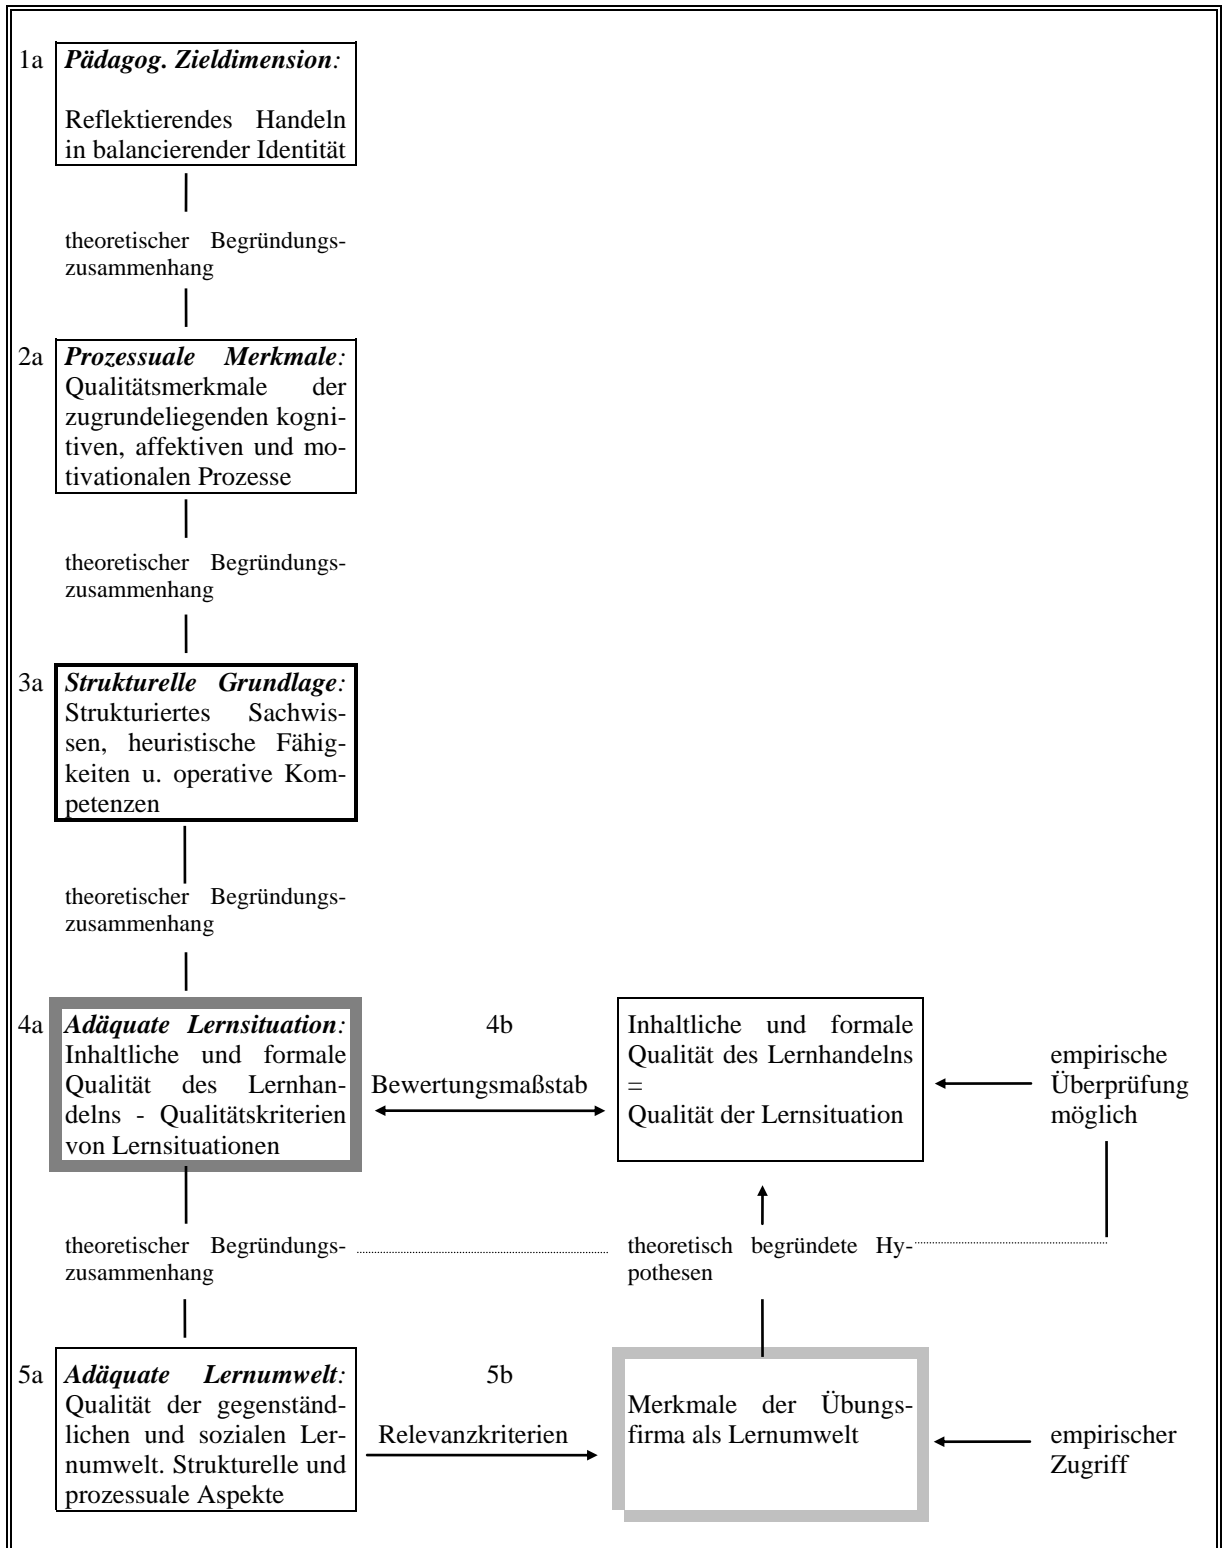 1a
Pädagog. Zieldimension:
Reflektierendes Handeln
in balancierender Identität
theoretischer Begründungs-
zusammenhang
2a
Prozessuale Merkmale:
Qualitätsmerkmale der
zugrundeliegenden kogni-
tiven, affektiven und mo-
tivationalen Prozesse
theoretischer Begründungs-
zusammenhang
3a
Strukturelle Grundlage:
Strukturiertes Sachwis-
sen, heuristische Fähig-
keiten u. operative Kom-
petenzen
theoretischer Begründungs-
zusammenhang
4a
Adäquate Lernsituation:
Inhaltliche und formale
Qualität des Lernhan-
delns - Qualitätskriterien
von Lernsituationen
4b
Bewertungsmaßstab
Inhaltliche und formale
Qualität des Lernhandelns
=
Qualität der Lernsituation
empirische
Überprüfung
möglich
theoretischer Begründungs-
zusammenhang
theoretisch begründete Hy-
pothesen
5a
Adäquate Lernumwelt:
Qualität der gegenständ-
lichen und sozialen Ler-
numwelt. Strukturelle und
prozessuale Aspekte
5b
Relevanzkriterien
Merkmale der Übungs-
firma als Lernumwelt
empirischer
Zugriff